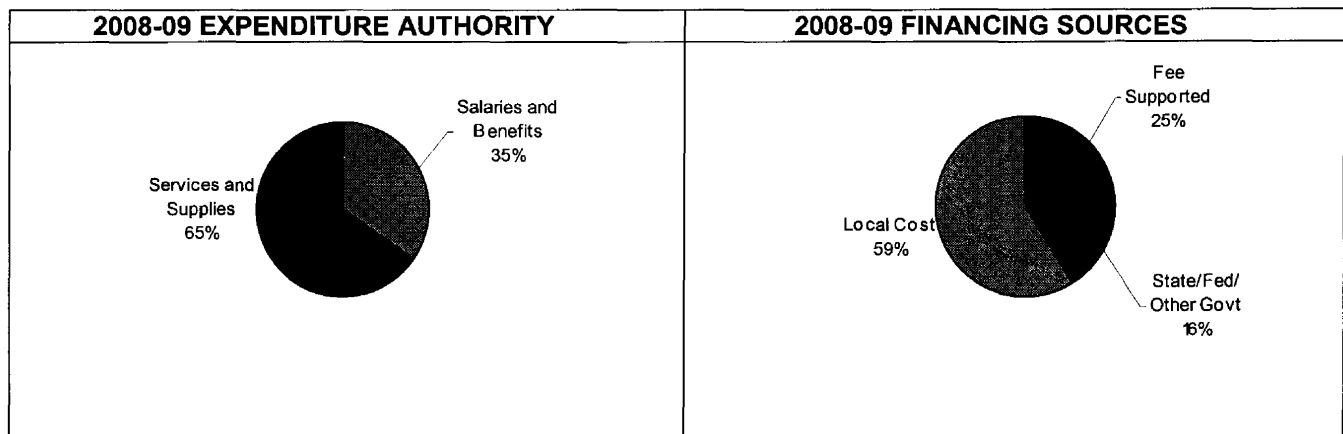 2008-09 EXPENDITURE AUTHORITY
Salaries and
Benefits
35%
Services and
Supplies
65%
2008-09 FINANCING SOURCES
Fee
Supported
25%
Local Cost
59%
State/Fed/
Other Govt
16%